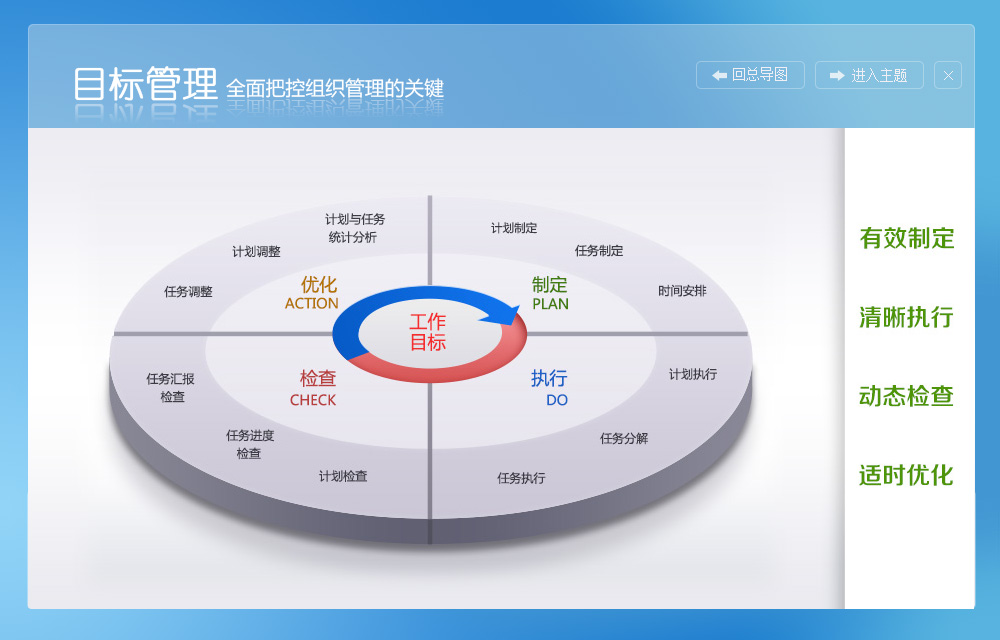 目标管理 全面把控组织管理的关键
回总导图
进入主题
计划与任务
统计分析
计划调整
任务调整
优化
ACTION
计划制定
任务制定
时间安排
制定
PLAN
工作
目标
检查
CHECK
任务汇报
检查
任务进度
检查
计划检查
执行
DO
计划执行
任务分解
任务执行
有效制定
清晰执行
动态检查
适时优化